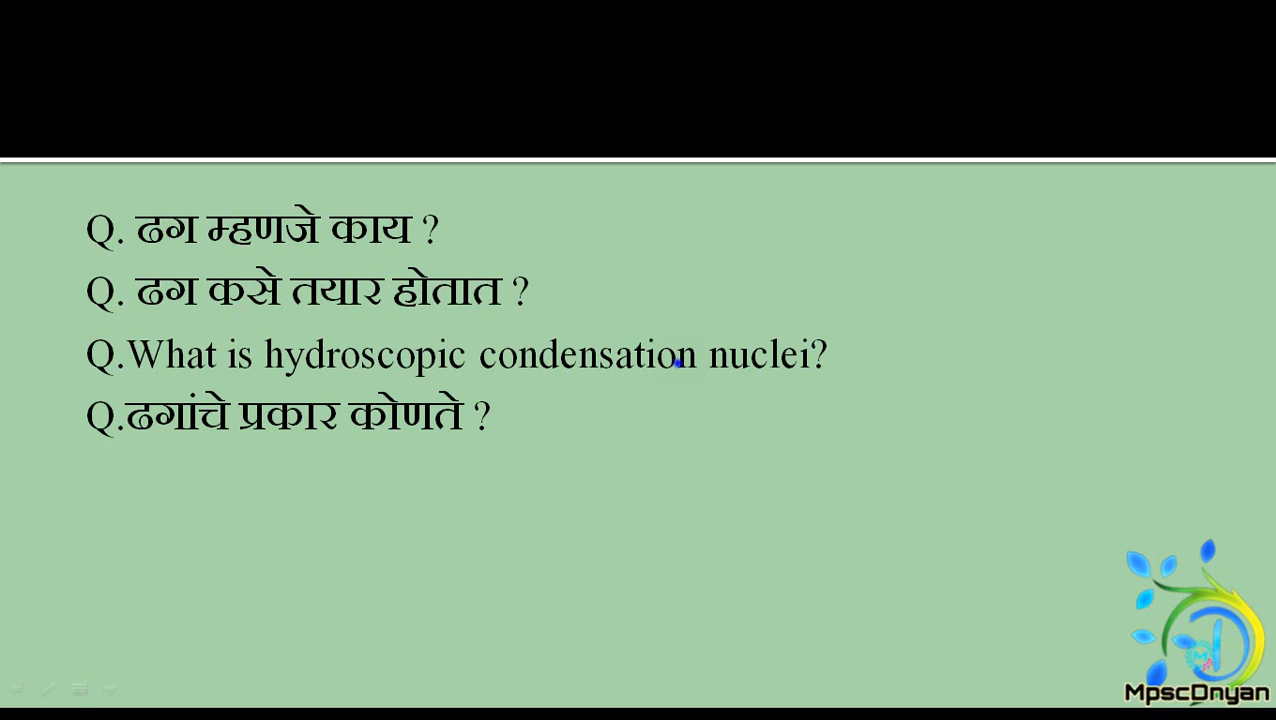 Q. ढग म्हणजे काय ?
Q. ढग कसे तयार होतात ?
Q.What is hydroscopic condensation nuclei?
Q.ढगांचे प्रकार कोणते ?
MpscDnyan